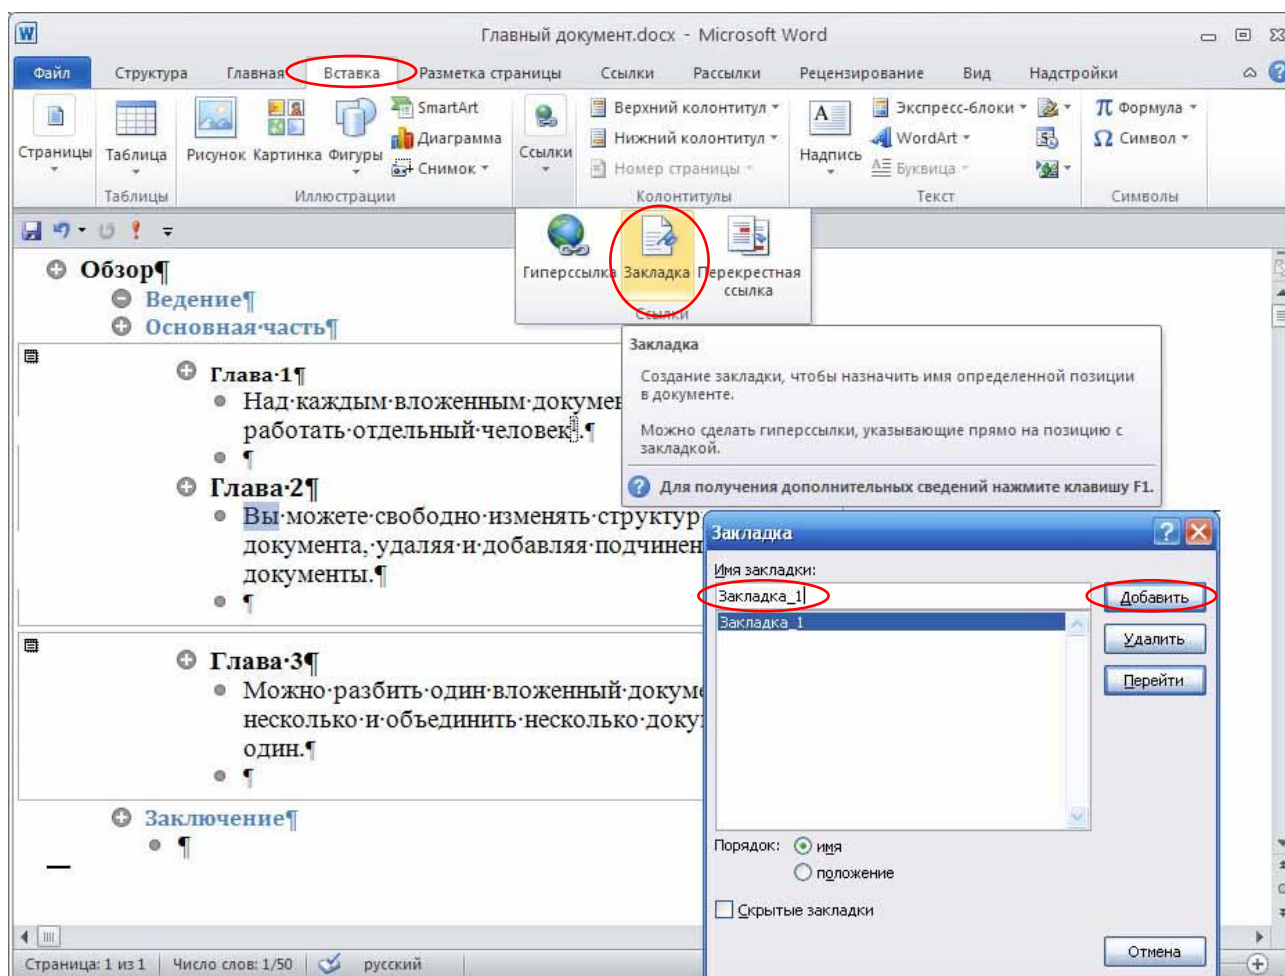 Главный документ.docx - Microsoft Word
Файл Структура Главная Вставка Разметка страницы Ссылки Рассылки Рецензирование Вид Надстройки
Страницы
Таблица
Рисунок Картинка Фигуры
SmartArt
Диаграмма
Снимок
Ссылки
Верхний колонтитул
Нижний колонтитул
Номер страницы
Надпись
Экспресс-блоки
WordArt
Буквица
Формула
Символ
Таблицы Иллюстрации Колонтитулы Текст Символы
Гиперссылка Закладка Перекрестная
ссылка
Ссылки
Закладка
Создание закладки, чтобы назначить имя определенной позиции
в документе.
Можно сделать гиперссылки, указывающие прямо на позицию с
закладкой.
Для получения дополнительных сведений нажмите клавишу F1.
Обзор¶
Ведение¶
Основная·часть¶
Глава·1¶
Над·каждым·вложенным·докумен
работать·отдельный·человек.¶
¶
Глава·2¶
Вы·можете·свободно·изменять·структур
документа,·удаляя·и·добавляя·подчинен
документы.¶
¶
Глава·3¶
Можно·разбить·один·вложенный·докуме
несколько·и·объединить·несколько·доку
один.¶
¶
Заключение¶
¶
Закладка
Имя закладки:
Закладка_1
Добавить
Закладка_1
Удалить
Перейти
Порядок: имя
положение
Скрытые закладки
Отмена
Страница: 1 из 1 Число слов: 1/50 русский